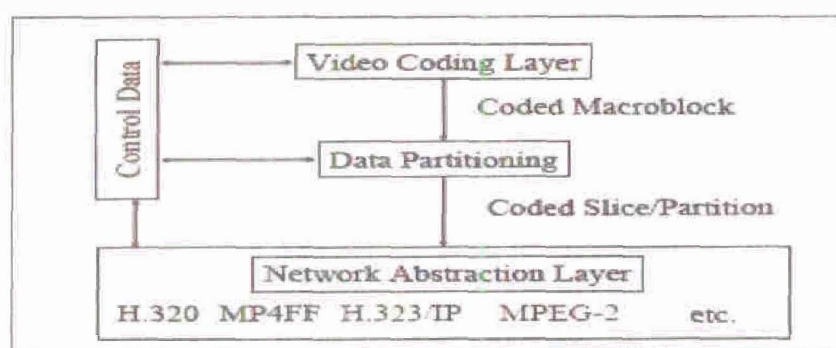 Control Data
Video Coding Layer
Coded Macroblock
Data Partitioning
Coded Slice/Partition
Network Abstraction Layer
H.320 MP4FF H.323/IP MPEG-2 etc.